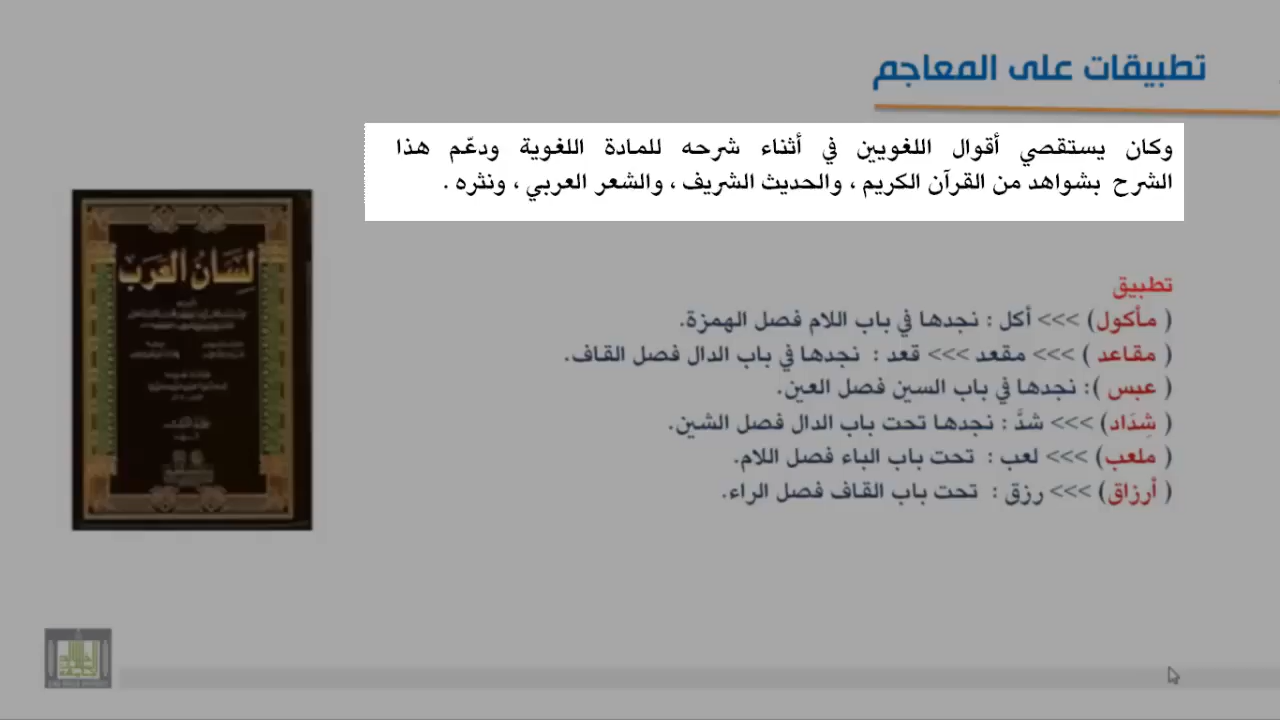 تطبيقات على المعاجم
وكان يستقصي أقوال اللغويين في أثناء شرحه للمادة اللغوية ودعّم هذا
الشرح بشواهد من القرآن الكريم ، والحديث الشريف ، والشعر العربي ، ونثره .
تطبيق
( مأكول) >>> أكل : نجدها في باب اللام فصل الهمزة.
( مقاعد ) >>> مقعد >>> قعد : نجدها في باب الدال فصل القاف.
( عبس ): نجدها في باب السين فصل العين.
( شِدَاد) >>> شدَّ : نجدها تحت باب الدال فصل الشين.
( ملعب) >>> لعب : تحت باب الباء فصل اللام.
( أرزاق) >>> رزق : تحت باب القاف فصل الراء.
لِسَانُ العَرَبْ